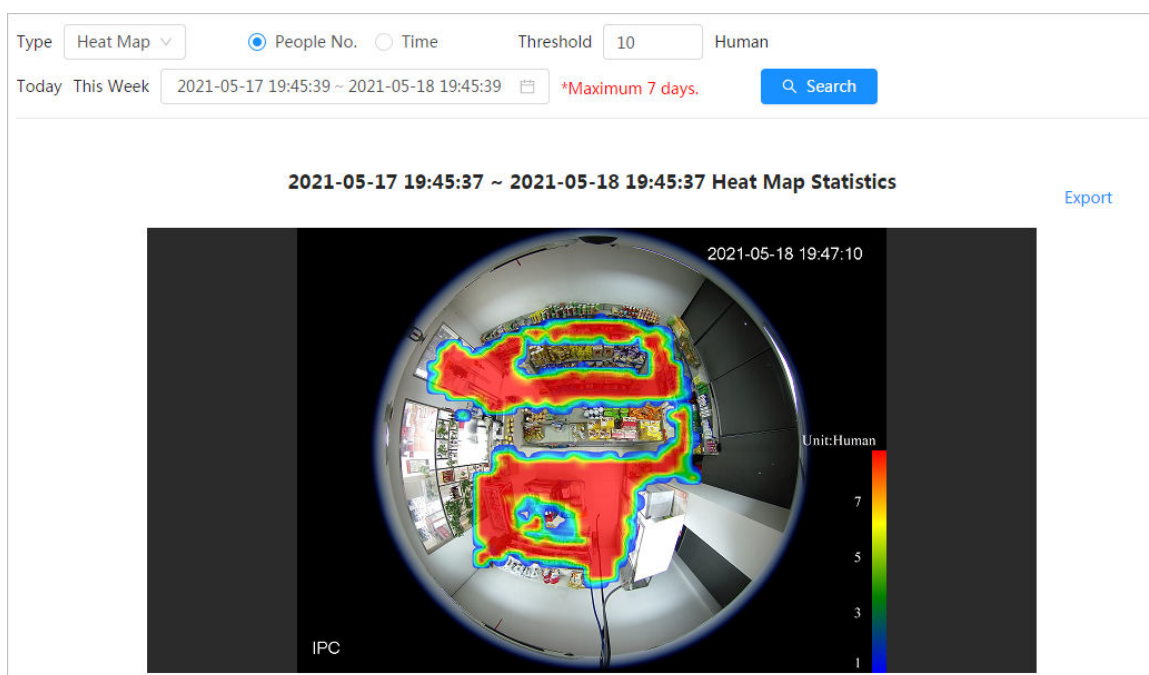 Type Heat Map People No. Time Threshold 10 Human
Today This Week 2021-05-17 19:45:39 ~ 2021-05-18 19:45:39 *Maximum 7 days. Search
2021-05-17 19:45:37 ~ 2021-05-18 19:45:37 Heat Map Statistics
Export
2021-05-18 19:47:10
Unit:Human
7
5
3
1
IPC